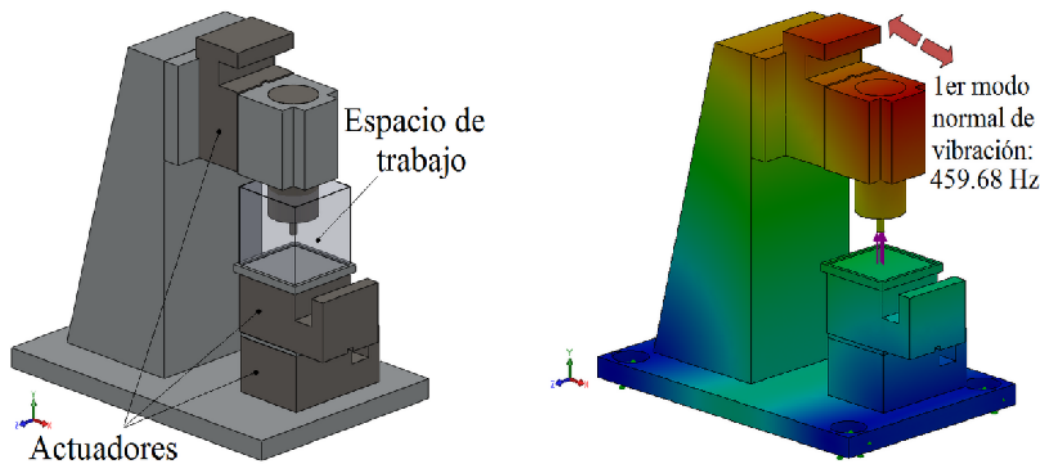 Espacio de
trabajo
Actuadores
1er modo
normal de
vibración:
459.68 Hz